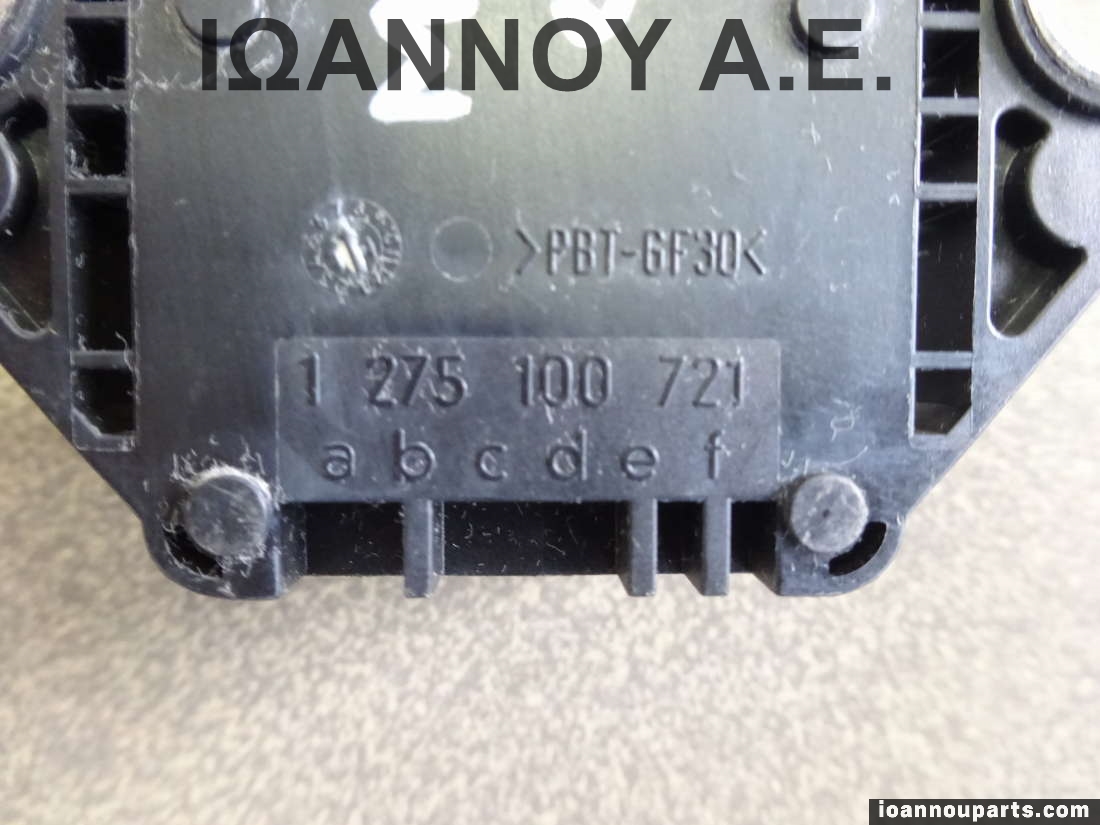 ΙΩΑΝΝΟΥ Α.Ε.
>PBT-GF30<
1 275 100 721
a b c d e f
ioannouparts.com